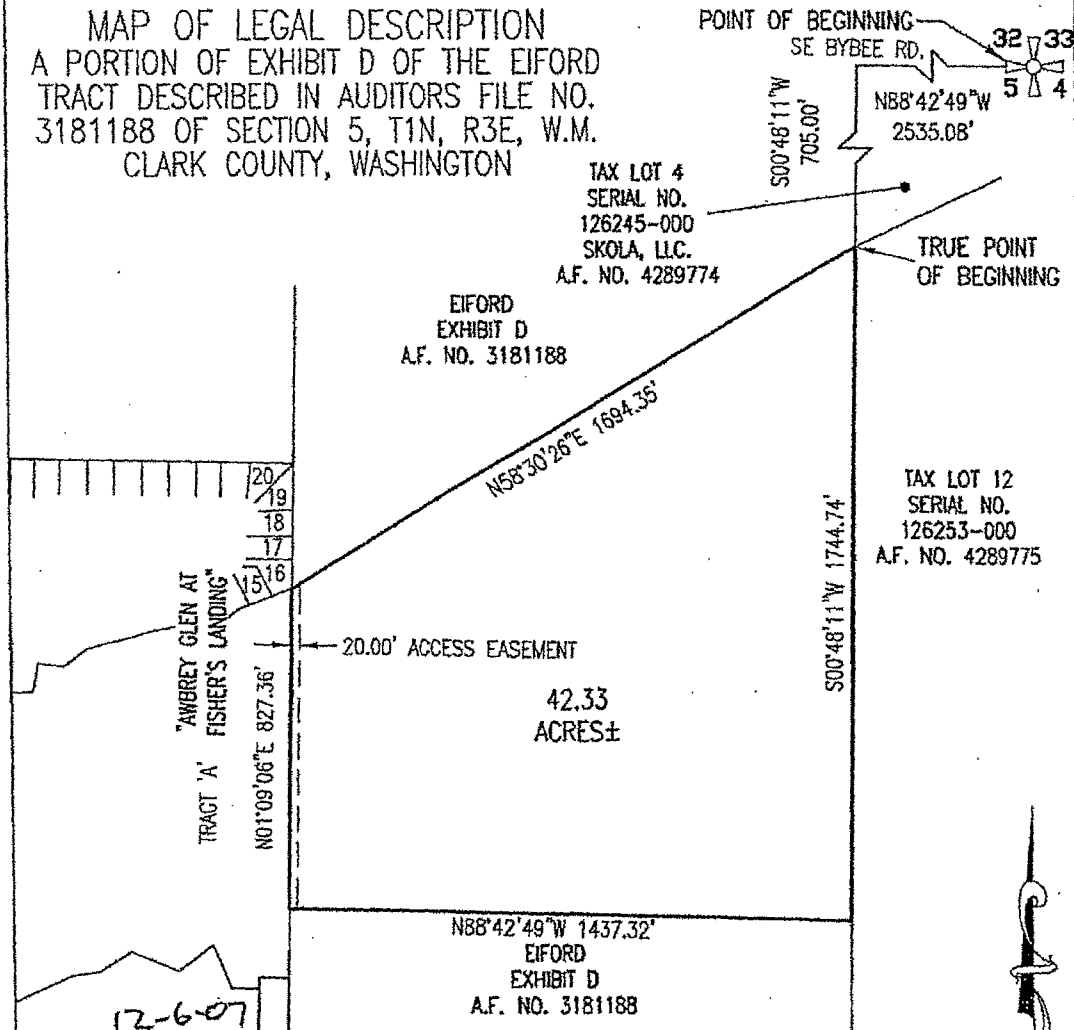 MAP OF LEGAL DESCRIPTION
A PORTION OF EXHIBIT D OF THE EIFORD
TRACT DESCRIBED IN AUDITORS FILE NO.
3181188 OF SECTION 5, T1N, R3E, W.M.
CLARK COUNTY, WASHINGTON
POINT OF BEGINNING
SE BYBEE RD.
32 33
5 4
N88°42'49"W
2535.08'
S00°48'11"W
705.00'
TAX LOT 4
SERIAL NO.
126245-000
SKOLA, LLC.
A.F. NO. 4289774
TRUE POINT
OF BEGINNING
EIFORD
EXHIBIT D
A.F. NO. 3181188
N58°30'26"E 1694.35'
TAX LOT 12
SERIAL NO.
126253-000
A.F. NO. 4289775
S00°48'11"W 1744.74'
20
19
18
17
16
15
"AWBREY GLEN AT
FISHER'S LANDING"
TRACT 'A'
N01°09'06"E 827.36'
20.00' ACCESS EASEMENT
42.33
ACRES±
N88°42'49"W 1437.32'
EIFORD
EXHIBIT D
A.F. NO. 3181188
12-6-07